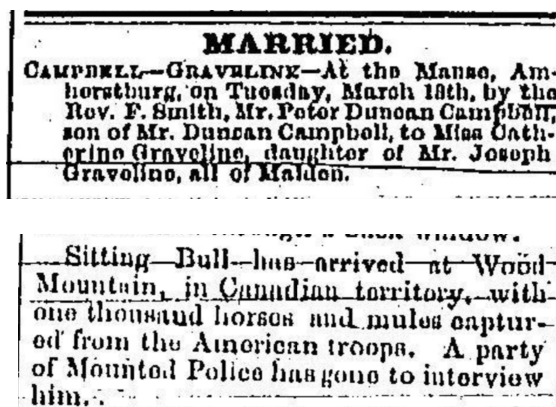 MARRIED.
CAMPBELL—GRAVELINE—At the Manse, Am-
herstburg, on Tuesday, March 18th, by the
Rev. F. Smith, Mr. Peter Duncan Campbell,
son of Mr. Duncan Campbell, to Miss Cath-
erine Graveline, daughter of Mr. Joseph
Graveline, all of Malden.
window.
Sitting Bull has arrived at Wood
Mountain, in Canadian territory, with
one thousand horses and mules captur-
ed from the American troops. A party
of Mounted Police has gone to interview
him.